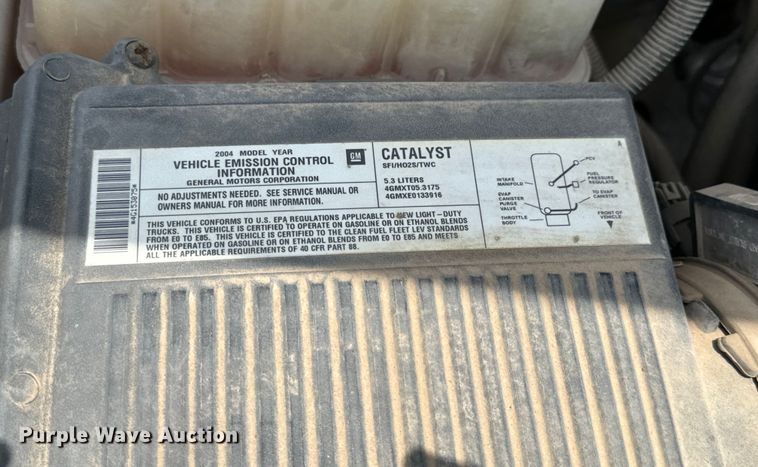 2004 MODEL YEAR
VEHICLE EMISSION CONTROL
INFORMATION
GENERAL MOTORS CORPORATION
GM
CATALYST
SFI/HO2S/TWC
5.3 LITERS
4GMXT05.3175
4GMXE0133916
NO ADJUSTMENTS NEEDED. SEE SERVICE MANUAL OR
OWNERS MANUAL FOR MORE INFORMATION.
THIS VEHICLE CONFORMS TO U.S. EPA REGULATIONS APPLICABLE TO NEW LIGHT-DUTY
TRUCKS. THIS VEHICLE IS CERTIFIED TO OPERATE ON GASOLINE OR ON ETHANOL BLENDS
FROM E0 TO E85. THIS VEHICLE IS CERTIFIED TO THE CLEAN FUEL FLEET LEV STANDARDS
WHEN OPERATED ON GASOLINE OR ON ETHANOL BLENDS FROM E0 TO E85 AND MEETS
ALL THE APPLICABLE REQUIREMENTS OF 40 CFR PART 88.
*4G153075*
A
PCV
INTAKE
MANIFOLD
FUEL PRESSURE
REGULATOR
EVAP
CANISTER
PURGE
VALVE
TO EVAP
CANISTER
THROTTLE
BODY
FRONT OF
VEHICLE
Purple Wave Auction